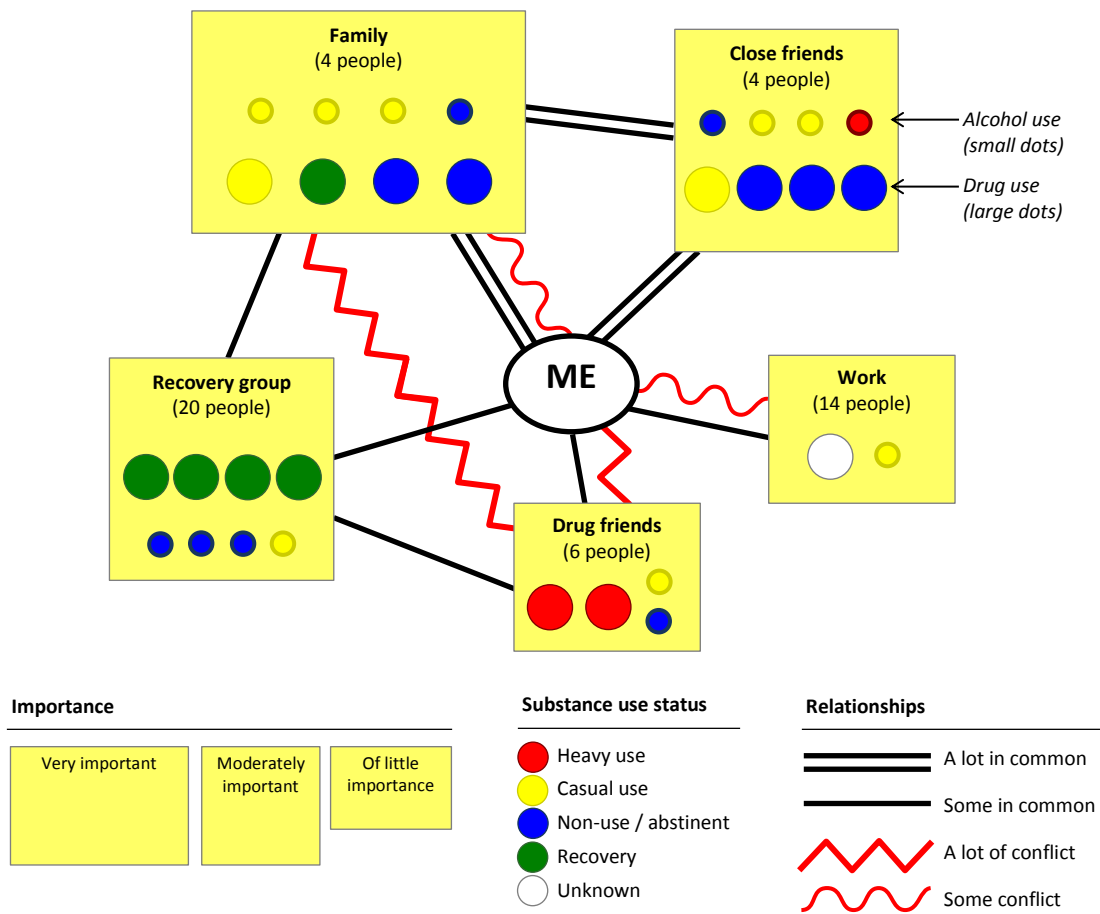 Family
(4 people)
Close friends
(4 people)
Alcohol use
(small dots)
Drug use
(large dots)
ME
Recovery group
(20 people)
Work
(14 people)
Drug friends
(6 people)
Importance
Very important
Moderately
important
Of little
importance
Substance use status
Heavy use
Casual use
Non-use / abstinent
Recovery
Unknown
Relationships
A lot in common
Some in common
A lot of conflict
Some conflict